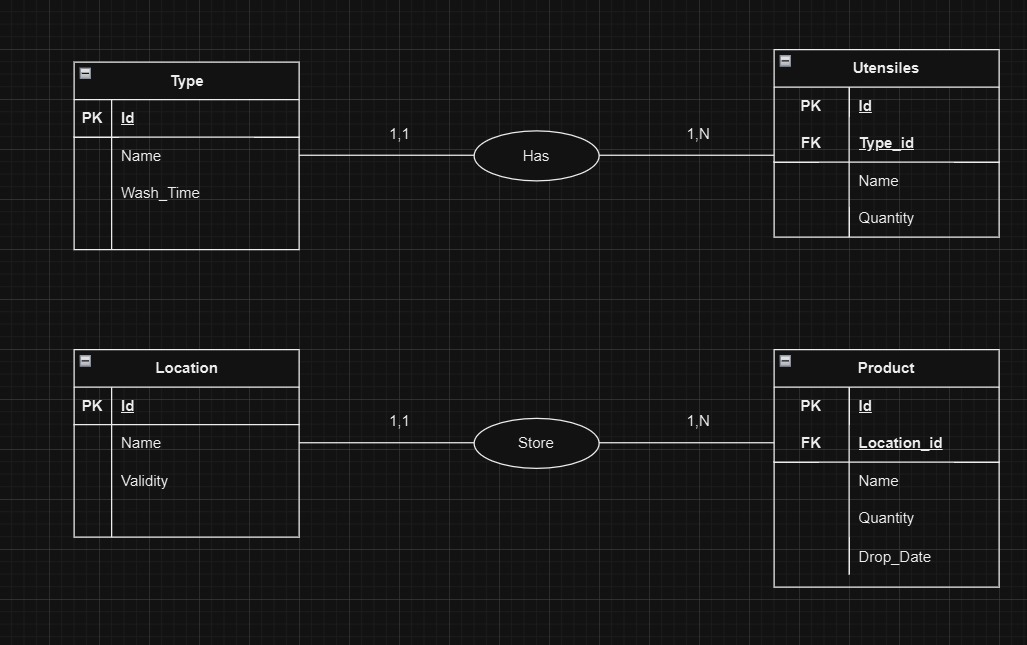 Type
PK Id
Name
Wash_Time
1,1
Has
1,N
Utensiles
PK Id
FK Type_id
Name
Quantity
Location
PK Id
Name
Validity
1,1
Store
1,N
Product
PK Id
FK Location_id
Name
Quantity
Drop_Date